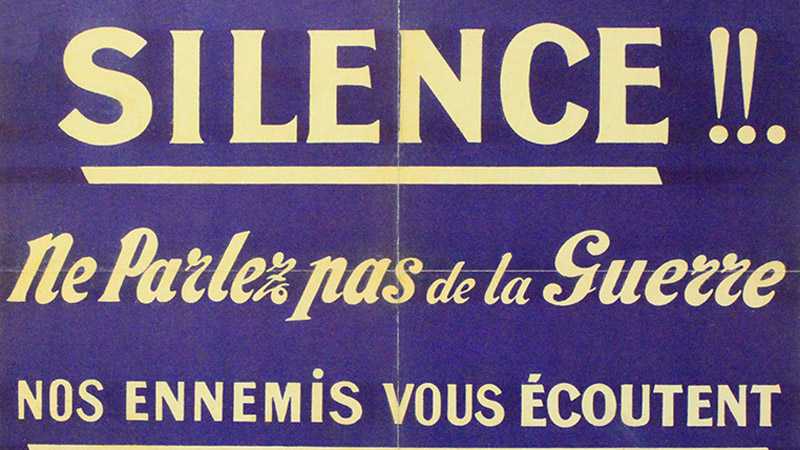 SILENCE !!.
Ne Parlez pas de la Guerre
NOS ENNEMiS VOUS ÉCOUTENT